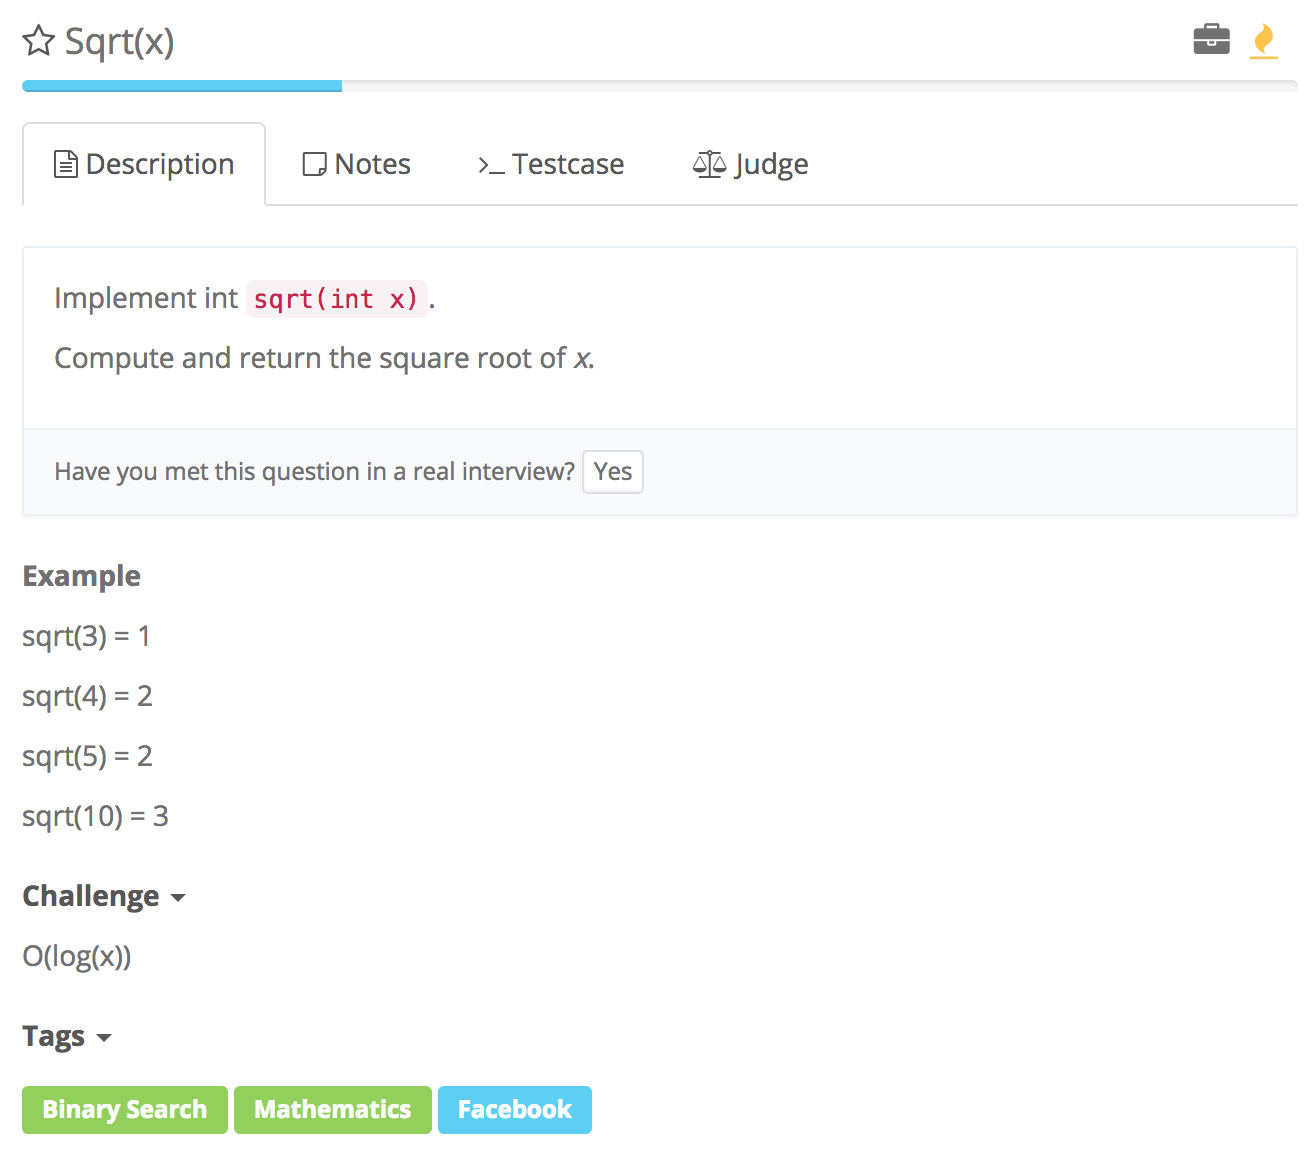 Sqrt(x)
Description
Notes
>_ Testcase
Judge
Implement int sqrt(int x).
Compute and return the square root of x.
Have you met this question in a real interview? Yes
Example
sqrt(3) = 1
sqrt(4) = 2
sqrt(5) = 2
sqrt(10) = 3
Challenge
O(log(x))
Tags
Binary Search Mathematics Facebook